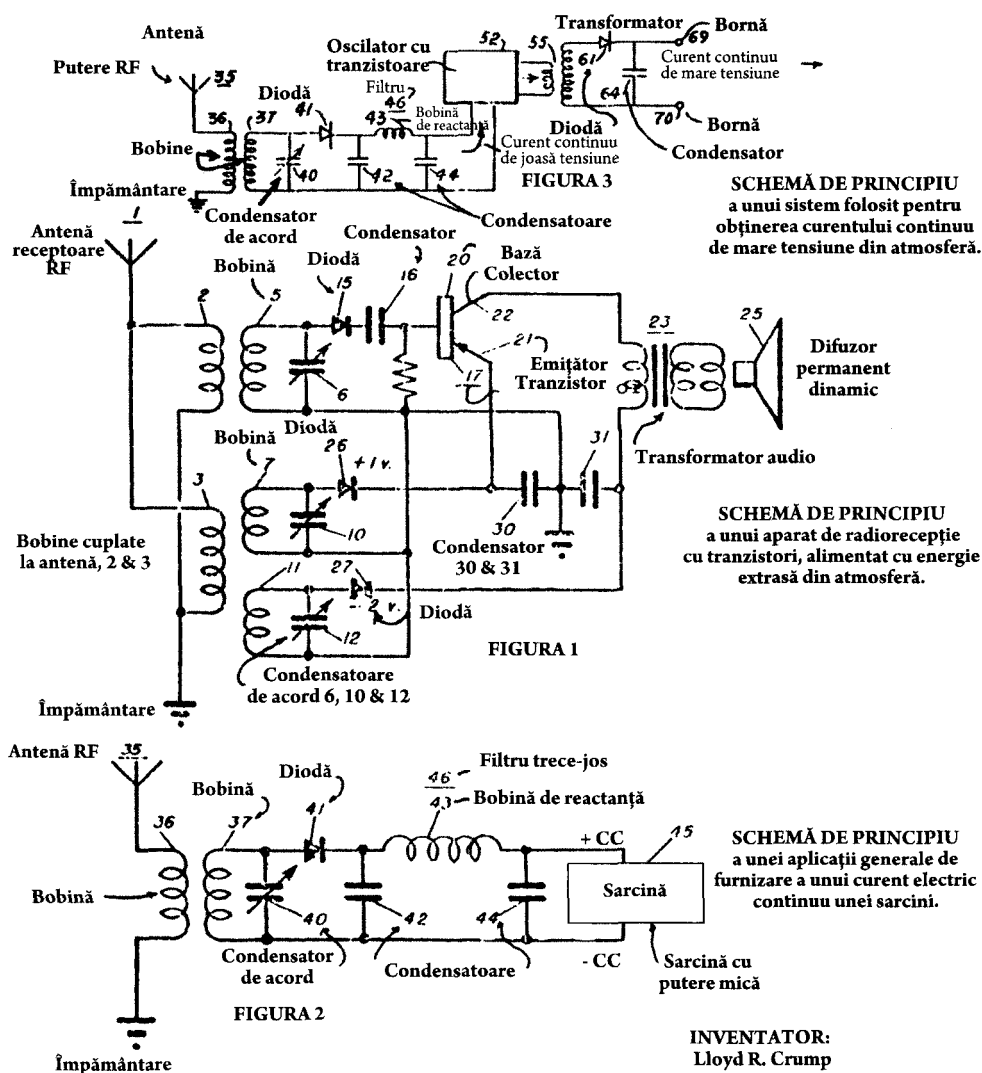 Antenă
Putere RF
35
36
37
Bobine
Împământare
Diodă
41
Filtru
46
43
Bobină
de reactanță
40
42
44
Condensator
de acord
Condensatoare
Oscilator cu
tranzistoare
52
Curent continuu
de joasă tensiune
FIGURA 3
55
Transformator
61
64
Diodă
Bornă
69
Curent continuu
de mare tensiune
70
Bornă
Condensator
SCHEMĂ DE PRINCIPIU
a unui sistem folosit pentru
obținerea curentului continuu
de mare tensiune din atmosferă.
1
Antenă
receptoare
RF
2
Bobină
5
Diodă
15
Condensator
16
20
Bază
Colector
22
21
Emițător
Tranzistor
17
6
23
25
Difuzor
permanent
dinamic
Transformator audio
3
Bobină
7
Diodă
26
+1 v.
10
30
31
Condensator
30 & 31
Bobine cuplate
la antenă, 2 & 3
11
27
- 2 v.
Diodă
12
Condensatoare
de acord 6, 10 & 12
Împământare
FIGURA 1
SCHEMĂ DE PRINCIPIU
a unui aparat de radiorecepție
cu tranzistori, alimentat cu energie
extrasă din atmosferă.
Antenă RF
35
36
Bobină
37
Bobină
Diodă
41
46
Filtru trece-jos
43
Bobină de reactanță
40
42
44
Condensator
de acord
Condensatoare
+ CC
45
Sarcină
- CC
Sarcină cu
putere mică
Împământare
FIGURA 2
SCHEMĂ DE PRINCIPIU
a unei aplicații generale de
furnizare a unui curent electric
continuu unei sarcini.
INVENTATOR:
Lloyd R. Crump